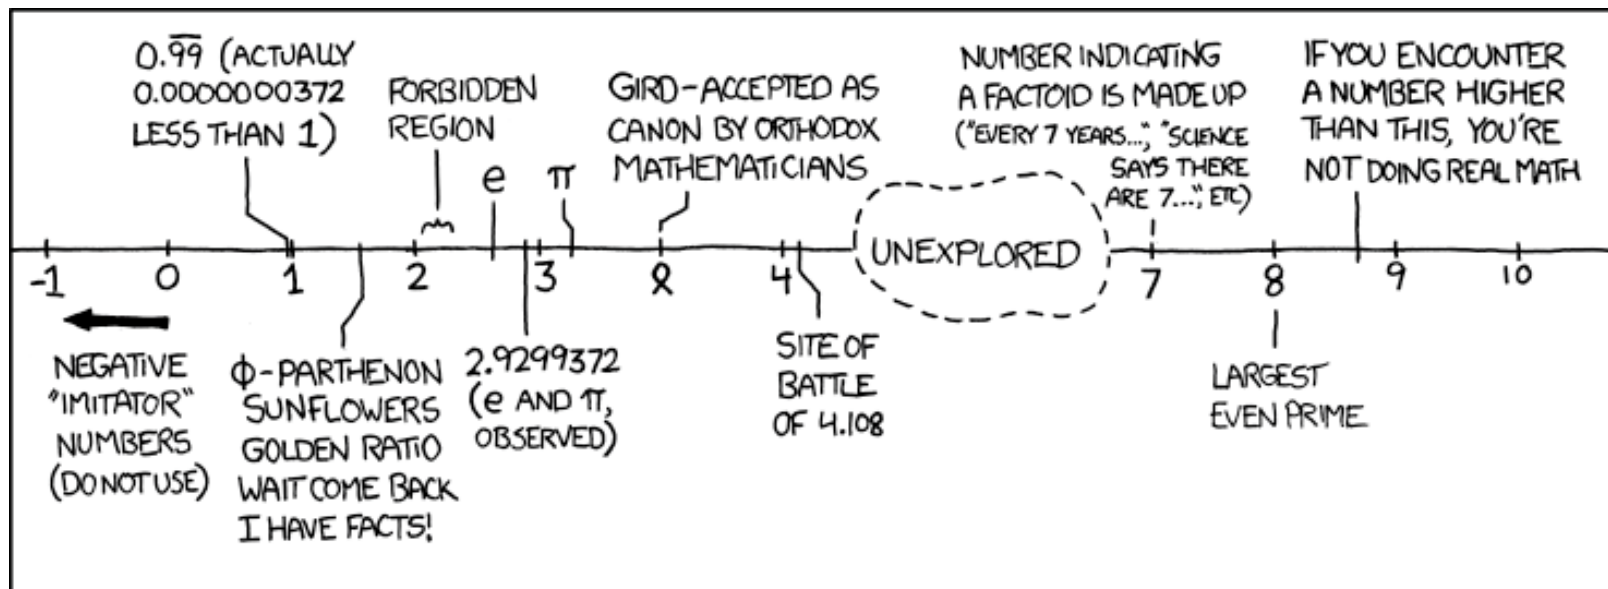 0.99 (ACTUALLY
0.0000000372
LESS THAN 1)
FORBIDDEN
REGION
e
π
GIRD-ACCEPTED AS
CANON BY ORTHODOX
MATHEMATICIANS
UNEXPLORED
NUMBER INDICATING
A FACTOID IS MADE UP
("EVERY 7 YEARS...", "SCIENCE
SAYS THERE
ARE 7...", ETC)
IF YOU ENCOUNTER
A NUMBER HIGHER
THAN THIS, YOU'RE
NOT DOING REAL MATH
-1 0 1 2 3 4 7 8 9 10
NEGATIVE
"IMITATOR"
NUMBERS
(DO NOT USE)
Φ-PARTHENON
SUNFLOWERS
GOLDEN RATIO
WAIT COME BACK
I HAVE FACTS!
2.9299372
(e AND π,
OBSERVED)
SITE OF
BATTLE
OF 4.108
LARGEST
EVEN PRIME